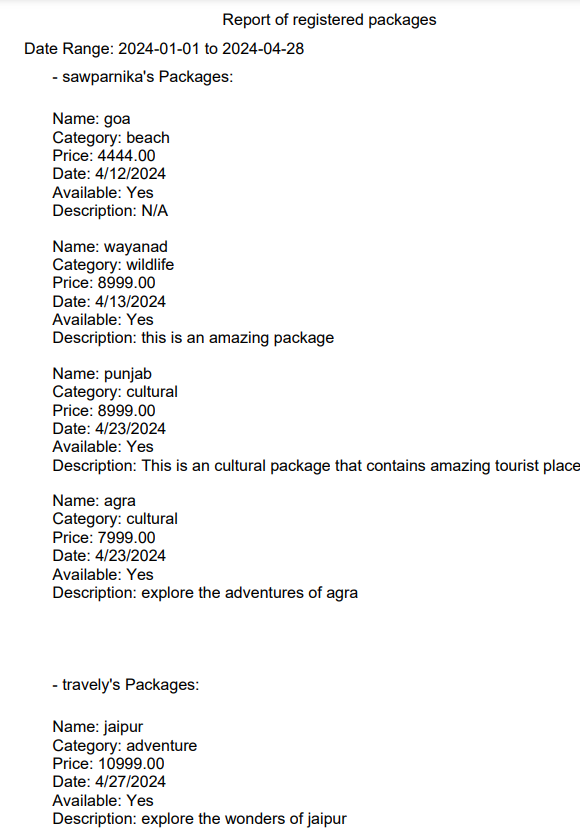 Report of registered packages
Date Range: 2024-01-01 to 2024-04-28
- sawparnika's Packages:
Name: goa
Category: beach
Price: 4444.00
Date: 4/12/2024
Available: Yes
Description: N/A
Name: wayanad
Category: wildlife
Price: 8999.00
Date: 4/13/2024
Available: Yes
Description: this is an amazing package
Name: punjab
Category: cultural
Price: 8999.00
Date: 4/23/2024
Available: Yes
Description: This is an cultural package that contains amazing tourist place
Name: agra
Category: cultural
Price: 7999.00
Date: 4/23/2024
Available: Yes
Description: explore the adventures of agra
- travely's Packages:
Name: jaipur
Category: adventure
Price: 10999.00
Date: 4/27/2024
Available: Yes
Description: explore the wonders of jaipur